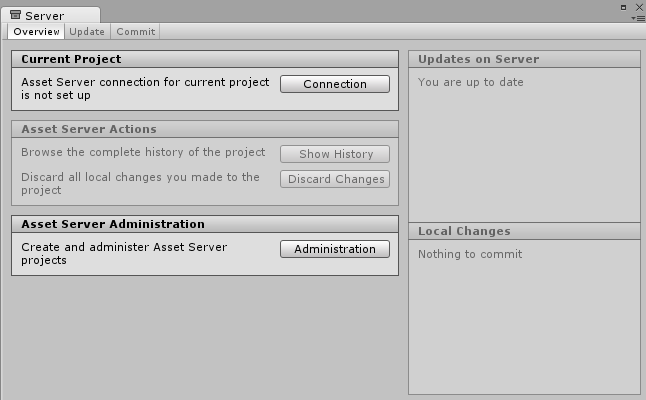 Server
Overview Update Commit
Current Project
Asset Server connection for current project
is not set up
Connection
Asset Server Actions
Browse the complete history of the project
Show History
Discard all local changes you made to the
project
Discard Changes
Asset Server Administration
Create and administer Asset Server
projects
Administration
Updates on Server
You are up to date
Local Changes
Nothing to commit